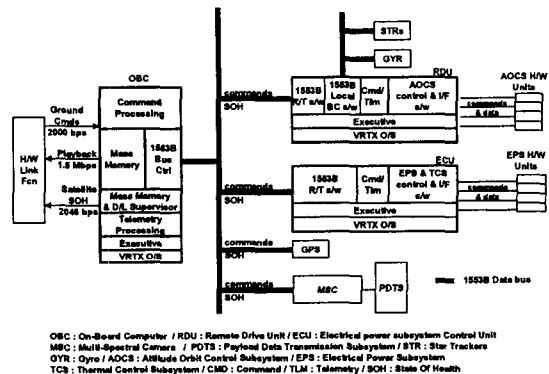 STRs
GYR
OBC
RDU
AOCS H/W
Units
Ground
Cmds
2000 bps
Command
Processing
commands
SOH
1553B
R/T s/w
1553B
Local
BC s/w
Cmd/
Tlm
AOCS
control & I/F
s/w
commands
& data
Executive
VRTX O/S
H/W
Link
Fcn
Playback
1.5 Mbps
Mass
Memory
1553B
Bus
Ctrl
ECU
EPS H/W
Units
commands
SOH
1553B
R/T s/w
Cmd/
Tlm
EPS & TCS
control & I/F
s/w
commands
& data
Executive
VRTX O/S
Satellite
SOH
2048 bps
Mass Memory
& D/L Supervisor
Telemetry
Processing
Executive
VRTX O/S
commands
SOH
GPS
commands
SOH
MSC
PDTS
1553B Data bus
OBC : On-Board Computer / RDU : Remote Drive Unit / ECU : Electrical power subsystem Control Unit
MSC : Multi-Spectral Camera / PDTS : Payload Data Transmission Subsystem / STR : Star Trackers
GYR : Gyro / AOCS : Attitude Orbit Control Subsystem / EPS : Electrical Power Subsystem
TCS : Thermal Control Subsystem / CMD : Command / TLM : Telemetry / SOH : State Of Health